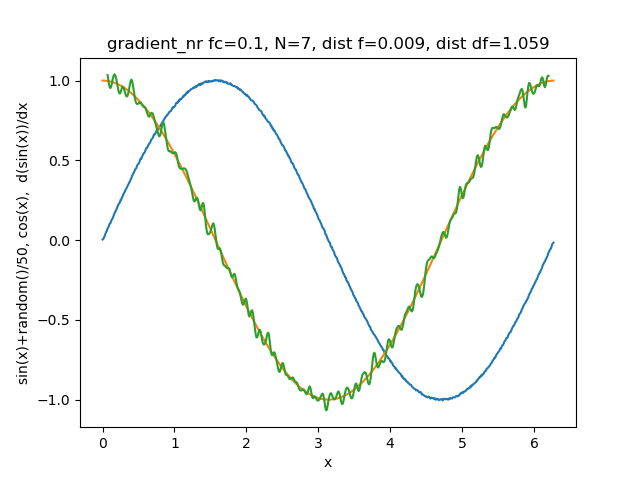 gradient_nr fc=0.1, N=7, dist f=0.009, dist df=1.059
sin(x)+random()/50, cos(x),  d(sin(x))/dx
1.0
0.5
0.0
−0.5
−1.0
0 1 2 3 4 5 6
x